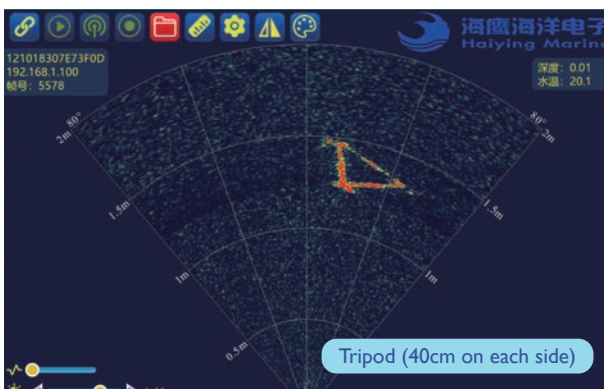 海鹰海洋电子
Haiying Marine
121018307E73F0D
192.168.1.100
帧号: 5578
深度: 0.01
水温: 20.1
80°
2m
80°
2m
1.5m
1.5m
1m
1m
0.5m
Tripod (40cm on each side)